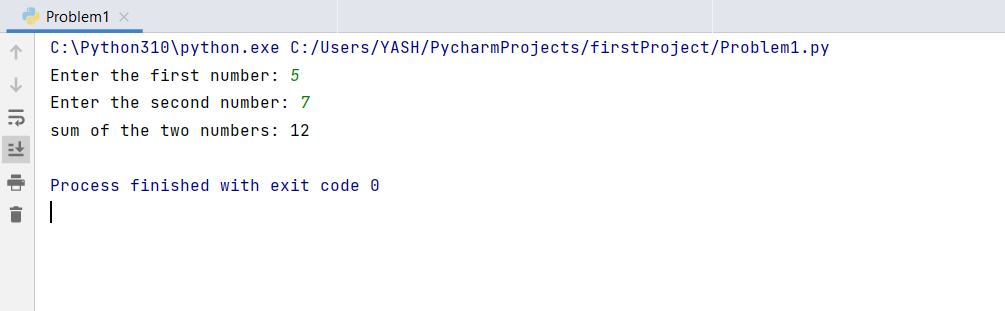 Problem1
C:\Python310\python.exe C:/Users/YASH/PycharmProjects/firstProject/Problem1.py
Enter the first number: 5
Enter the second number: 7
sum of the two numbers: 12
Process finished with exit code 0